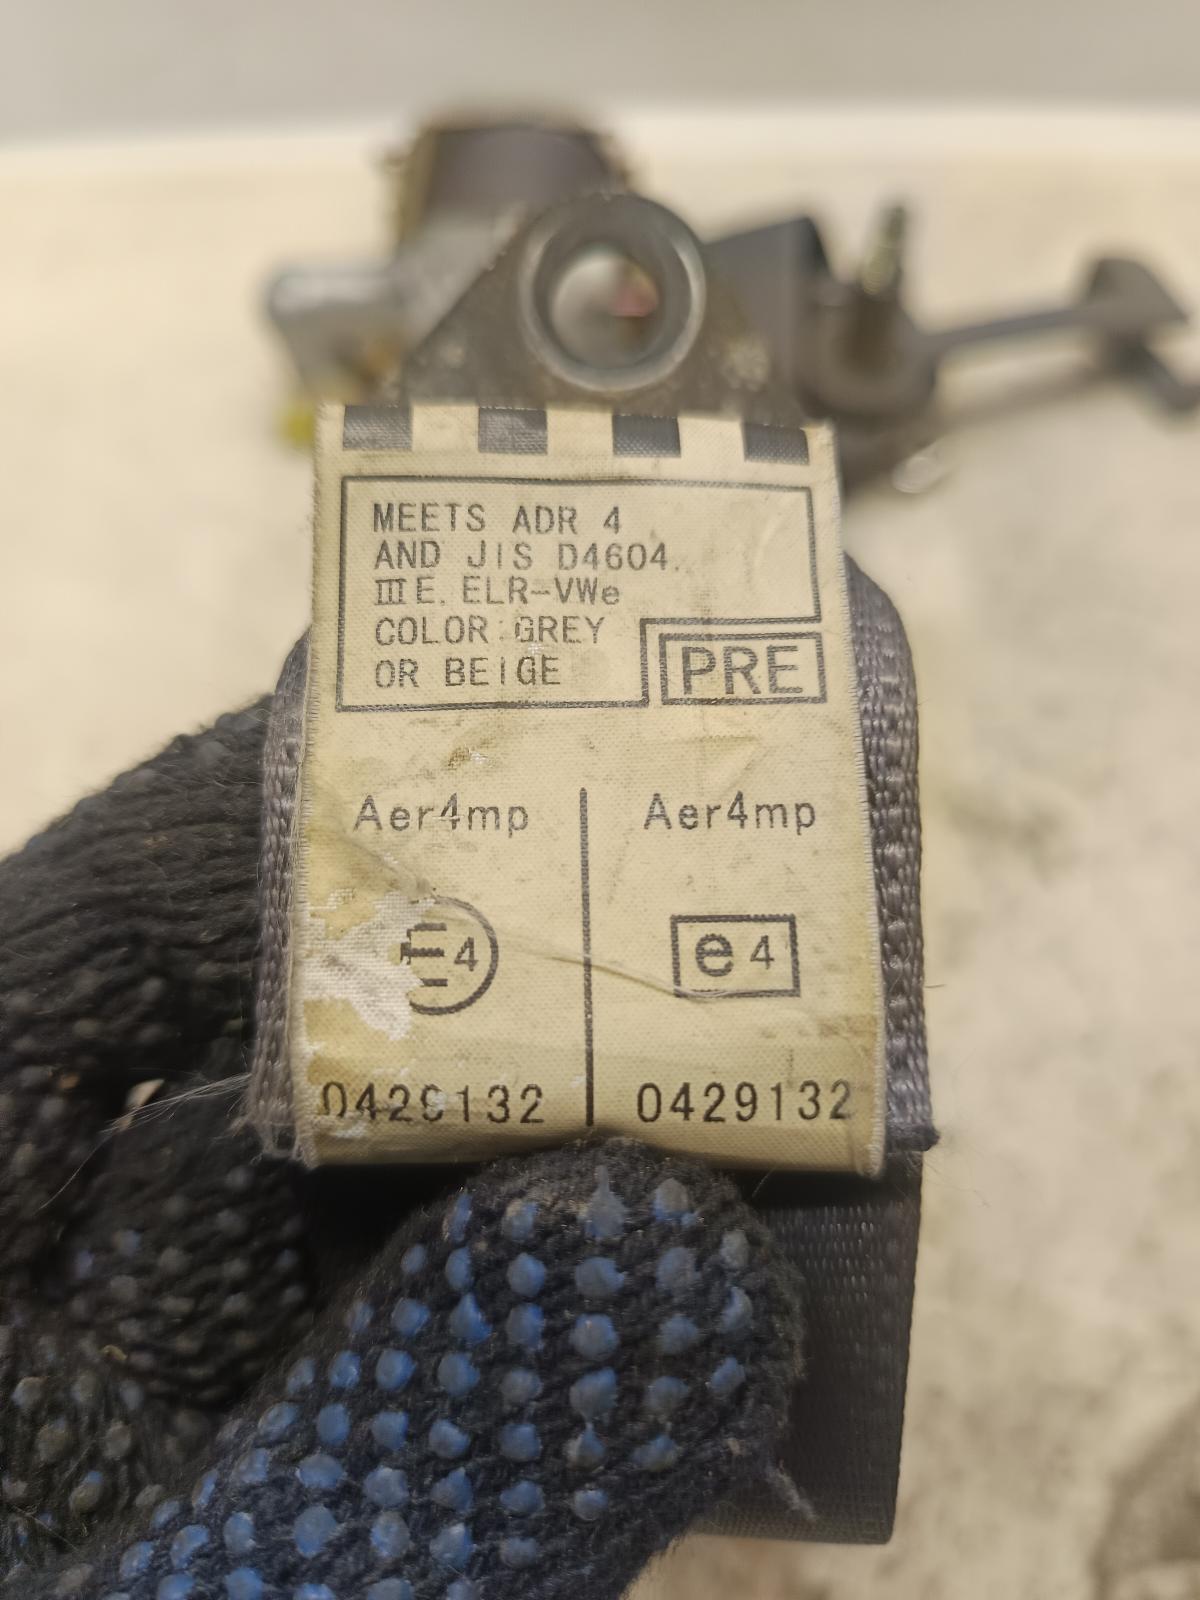 MEETS ADR 4
AND JIS D4604.
ⅢE. ELR-VWe
COLOR:GREY
OR BEIGE
PRE
Aer4mp
Aer4mp
E4
e4
0429132
0429132